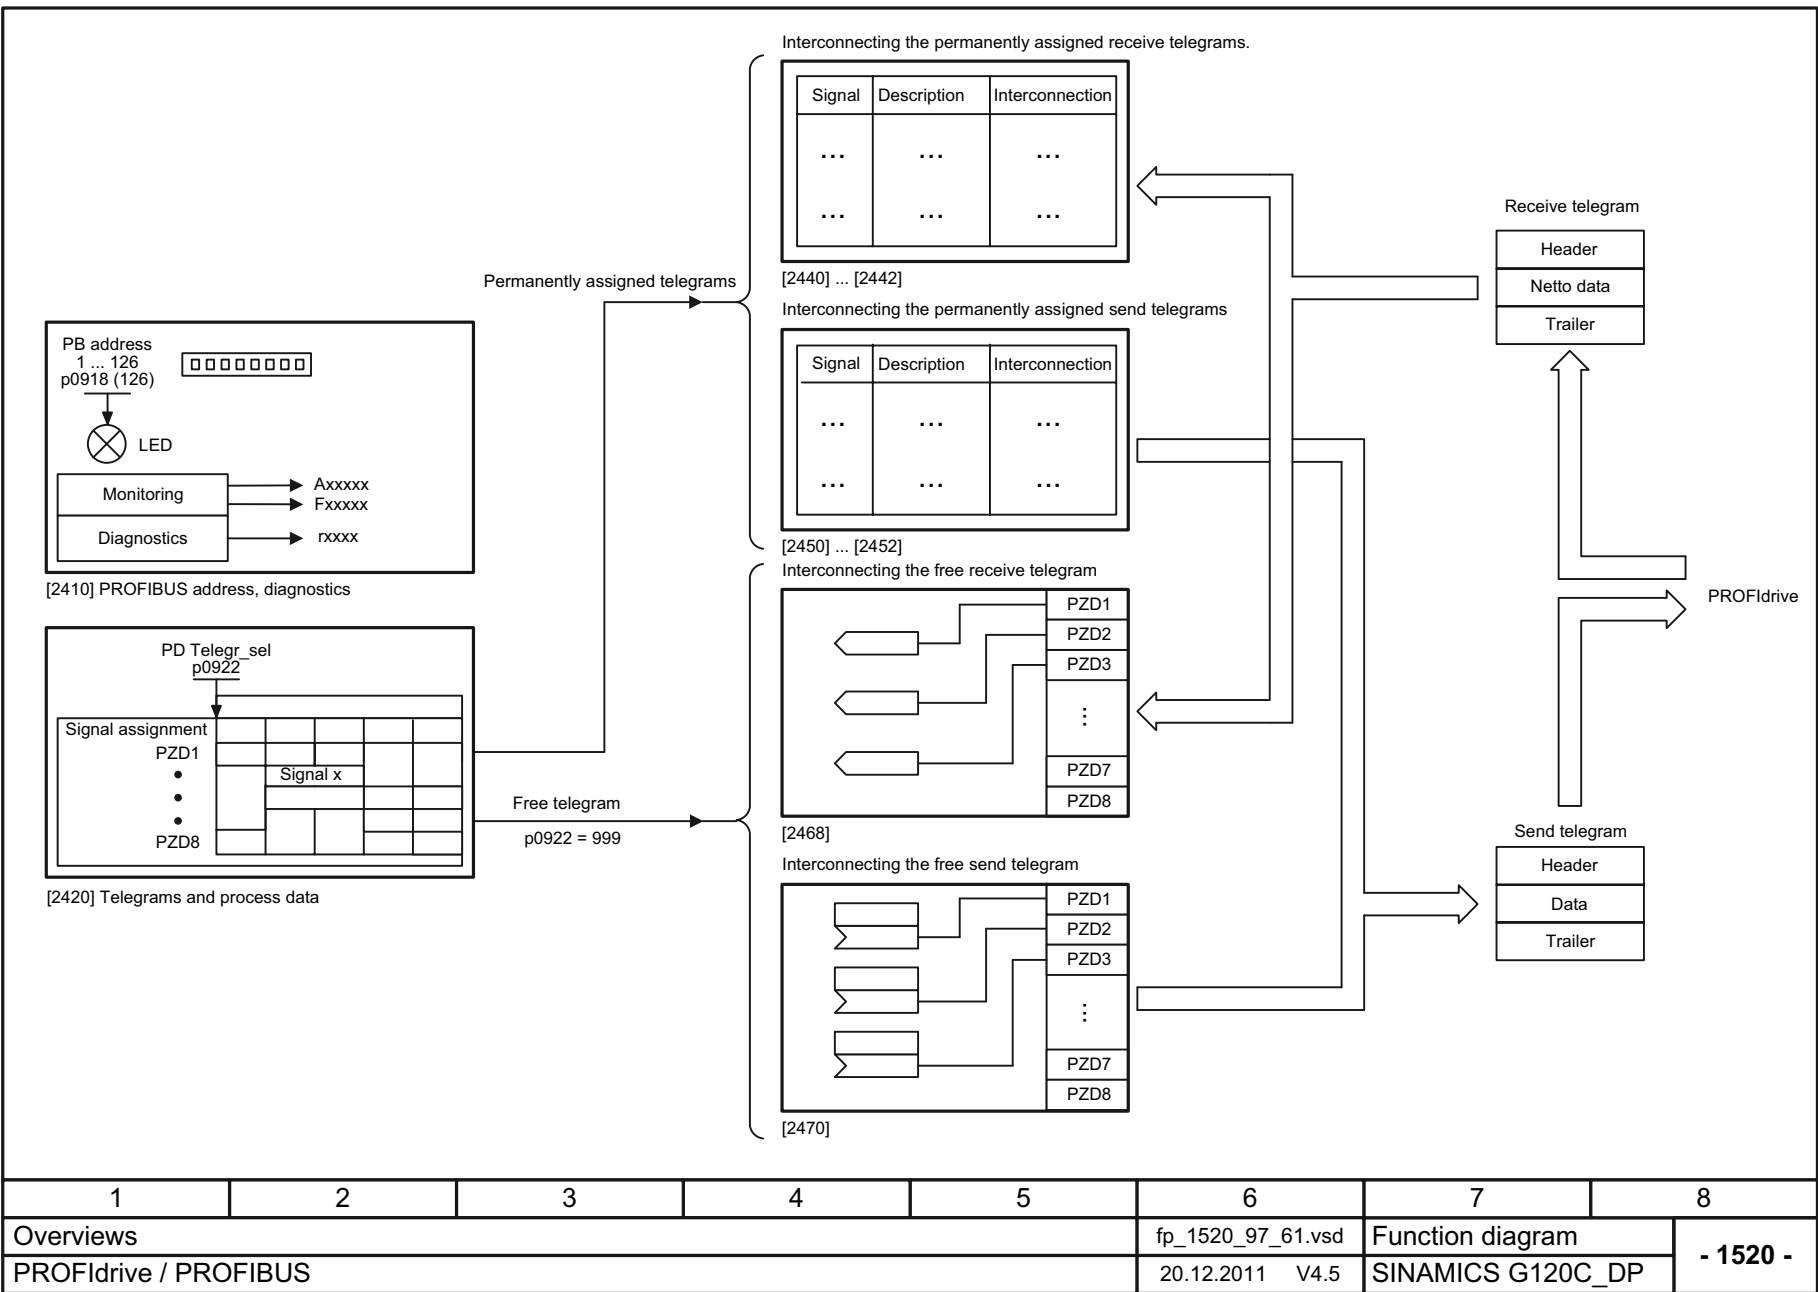 Interconnecting the permanently assigned receive telegrams.
Signal Description Interconnection
... ... ...
... ... ...
[2440] ... [2442]
Permanently assigned telegrams
Interconnecting the permanently assigned send telegrams
Signal Description Interconnection
... ... ...
... ... ...
[2450] ... [2452]
PB address
1 ... 126
p0918 (126)
LED
Monitoring
Axxxxx
Fxxxxx
Diagnostics
rxxxx
[2410] PROFIBUS address, diagnostics
PD Telegr_sel
p0922
Signal assignment
PZD1
Signal x
PZD8
[2420] Telegrams and process data
Free telegram
p0922 = 999
Interconnecting the free receive telegram
PZD1
PZD2
PZD3
...
PZD7
PZD8
[2468]
Interconnecting the free send telegram
PZD1
PZD2
PZD3
...
PZD7
PZD8
[2470]
Receive telegram
Header
Netto data
Trailer
PROFIdrive
Send telegram
Header
Data
Trailer
1 2 3 4 5 6 7 8
Overviews fp_1520_97_61.vsd Function diagram
PROFIdrive / PROFIBUS 20.12.2011 V4.5 SINAMICS G120C_DP
- 1520 -